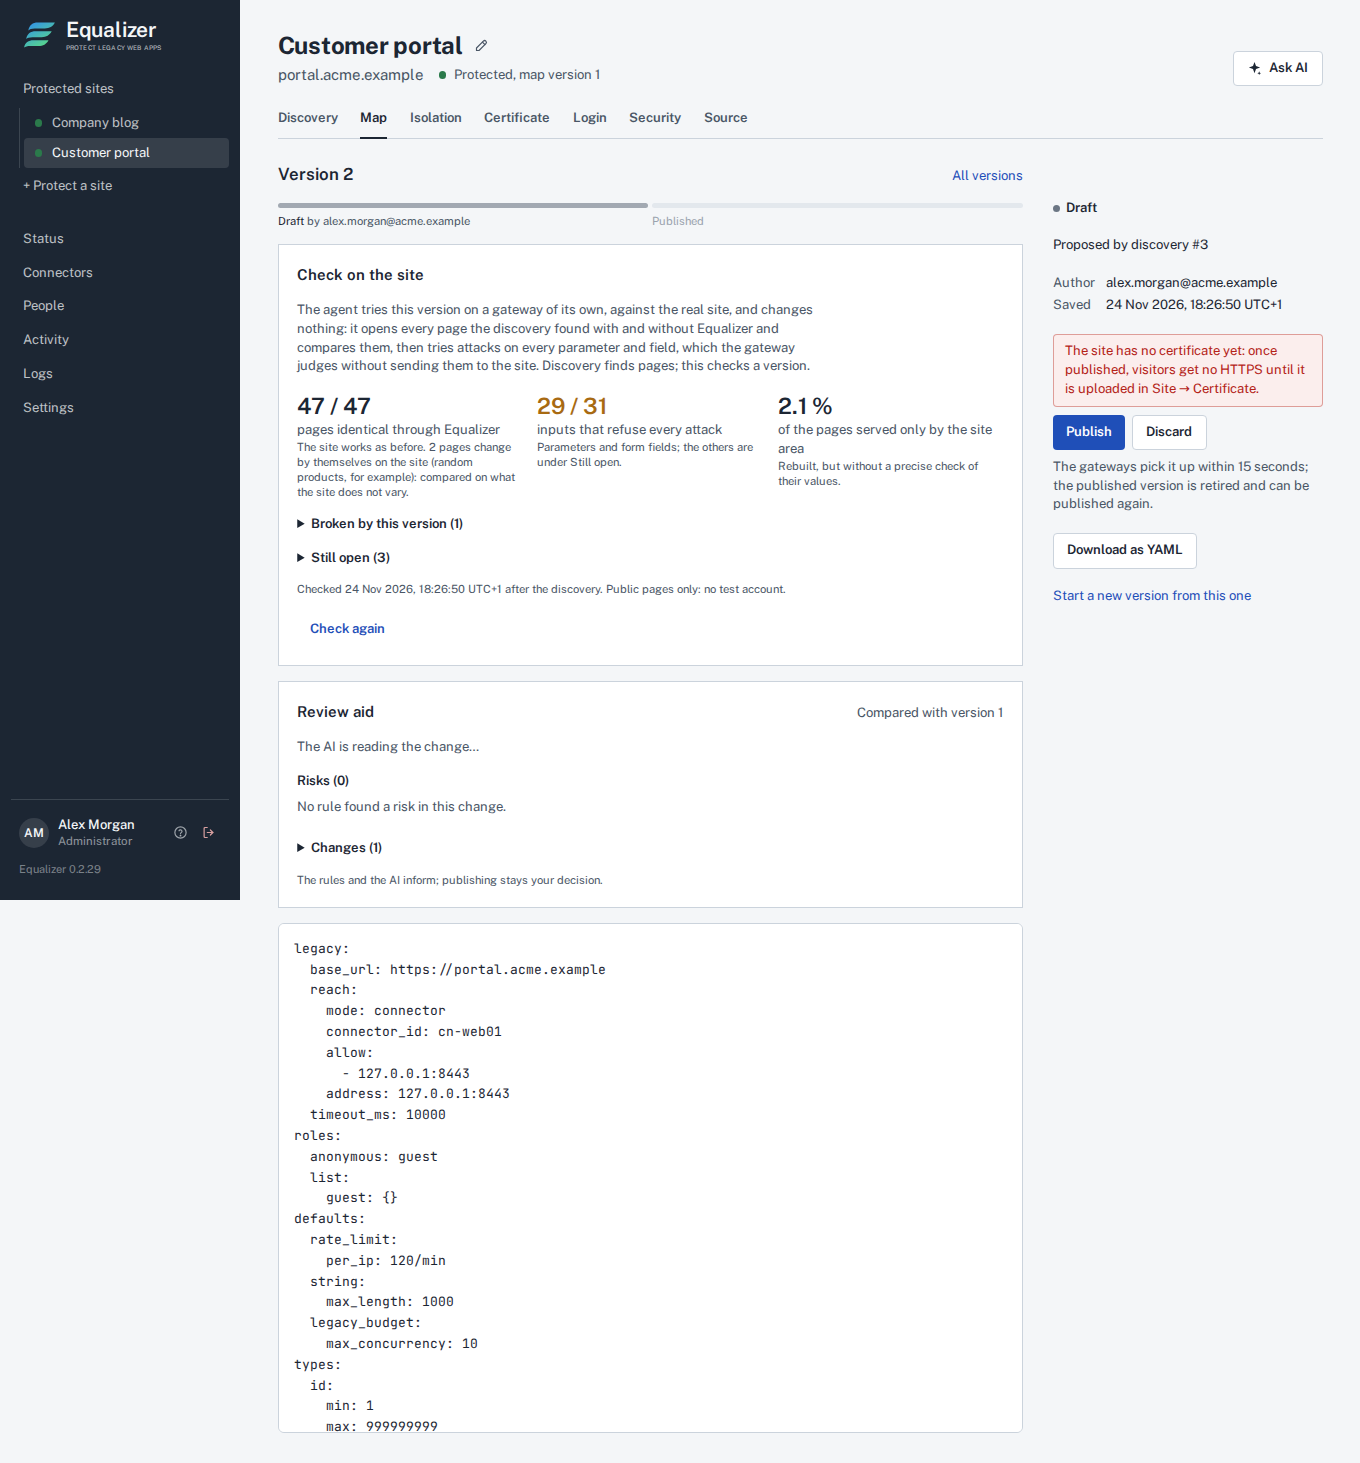 Equalizer
PROTECT LEGACY WEB APPS
Protected sites
Company blog
Customer portal
+ Protect a site
Status
Connectors
People
Activity
Logs
Settings
AM
Alex Morgan
Administrator
Equalizer 0.2.29
Customer portal
portal.acme.example
Protected, map version 1
Ask AI
Discovery
Map
Isolation
Certificate
Login
Security
Source
Version 2
All versions
Draft by alex.morgan@acme.example
Published
Check on the site
The agent tries this version on a gateway of its own, against the real site, and changes
nothing: it opens every page the discovery found with and without Equalizer and
compares them, then tries attacks on every parameter and field, which the gateway
judges without sending them to the site. Discovery finds pages; this checks a version.
47 / 47
pages identical through Equalizer
The site works as before. 2 pages change
by themselves on the site (random
products, for example): compared on what
the site does not vary.
29 / 31
inputs that refuse every attack
Parameters and form fields; the others are
under Still open.
2.1 %
of the pages served only by the site
area
Rebuilt, but without a precise check of
their values.
Broken by this version (1)
Still open (3)
Checked 24 Nov 2026, 18:26:50 UTC+1 after the discovery. Public pages only: no test account.
Check again
Review aid
Compared with version 1
The AI is reading the change...
Risks (0)
No rule found a risk in this change.
Changes (1)
The rules and the AI inform; publishing stays your decision.
legacy:
  base_url: https://portal.acme.example
  reach:
    mode: connector
    connector_id: cn-web01
    allow:
      - 127.0.0.1:8443
    address: 127.0.0.1:8443
  timeout_ms: 10000
roles:
  anonymous: guest
  list:
    guest: {}
defaults:
  rate_limit:
    per_ip: 120/min
  string:
    max_length: 1000
  legacy_budget:
    max_concurrency: 10
types:
  id:
    min: 1
    max: 999999999
Draft
Proposed by discovery #3
Author alex.morgan@acme.example
Saved 24 Nov 2026, 18:26:50 UTC+1
The site has no certificate yet: once
published, visitors get no HTTPS until it
is uploaded in Site → Certificate.
Publish
Discard
The gateways pick it up within 15 seconds;
the published version is retired and can be
published again.
Download as YAML
Start a new version from this one